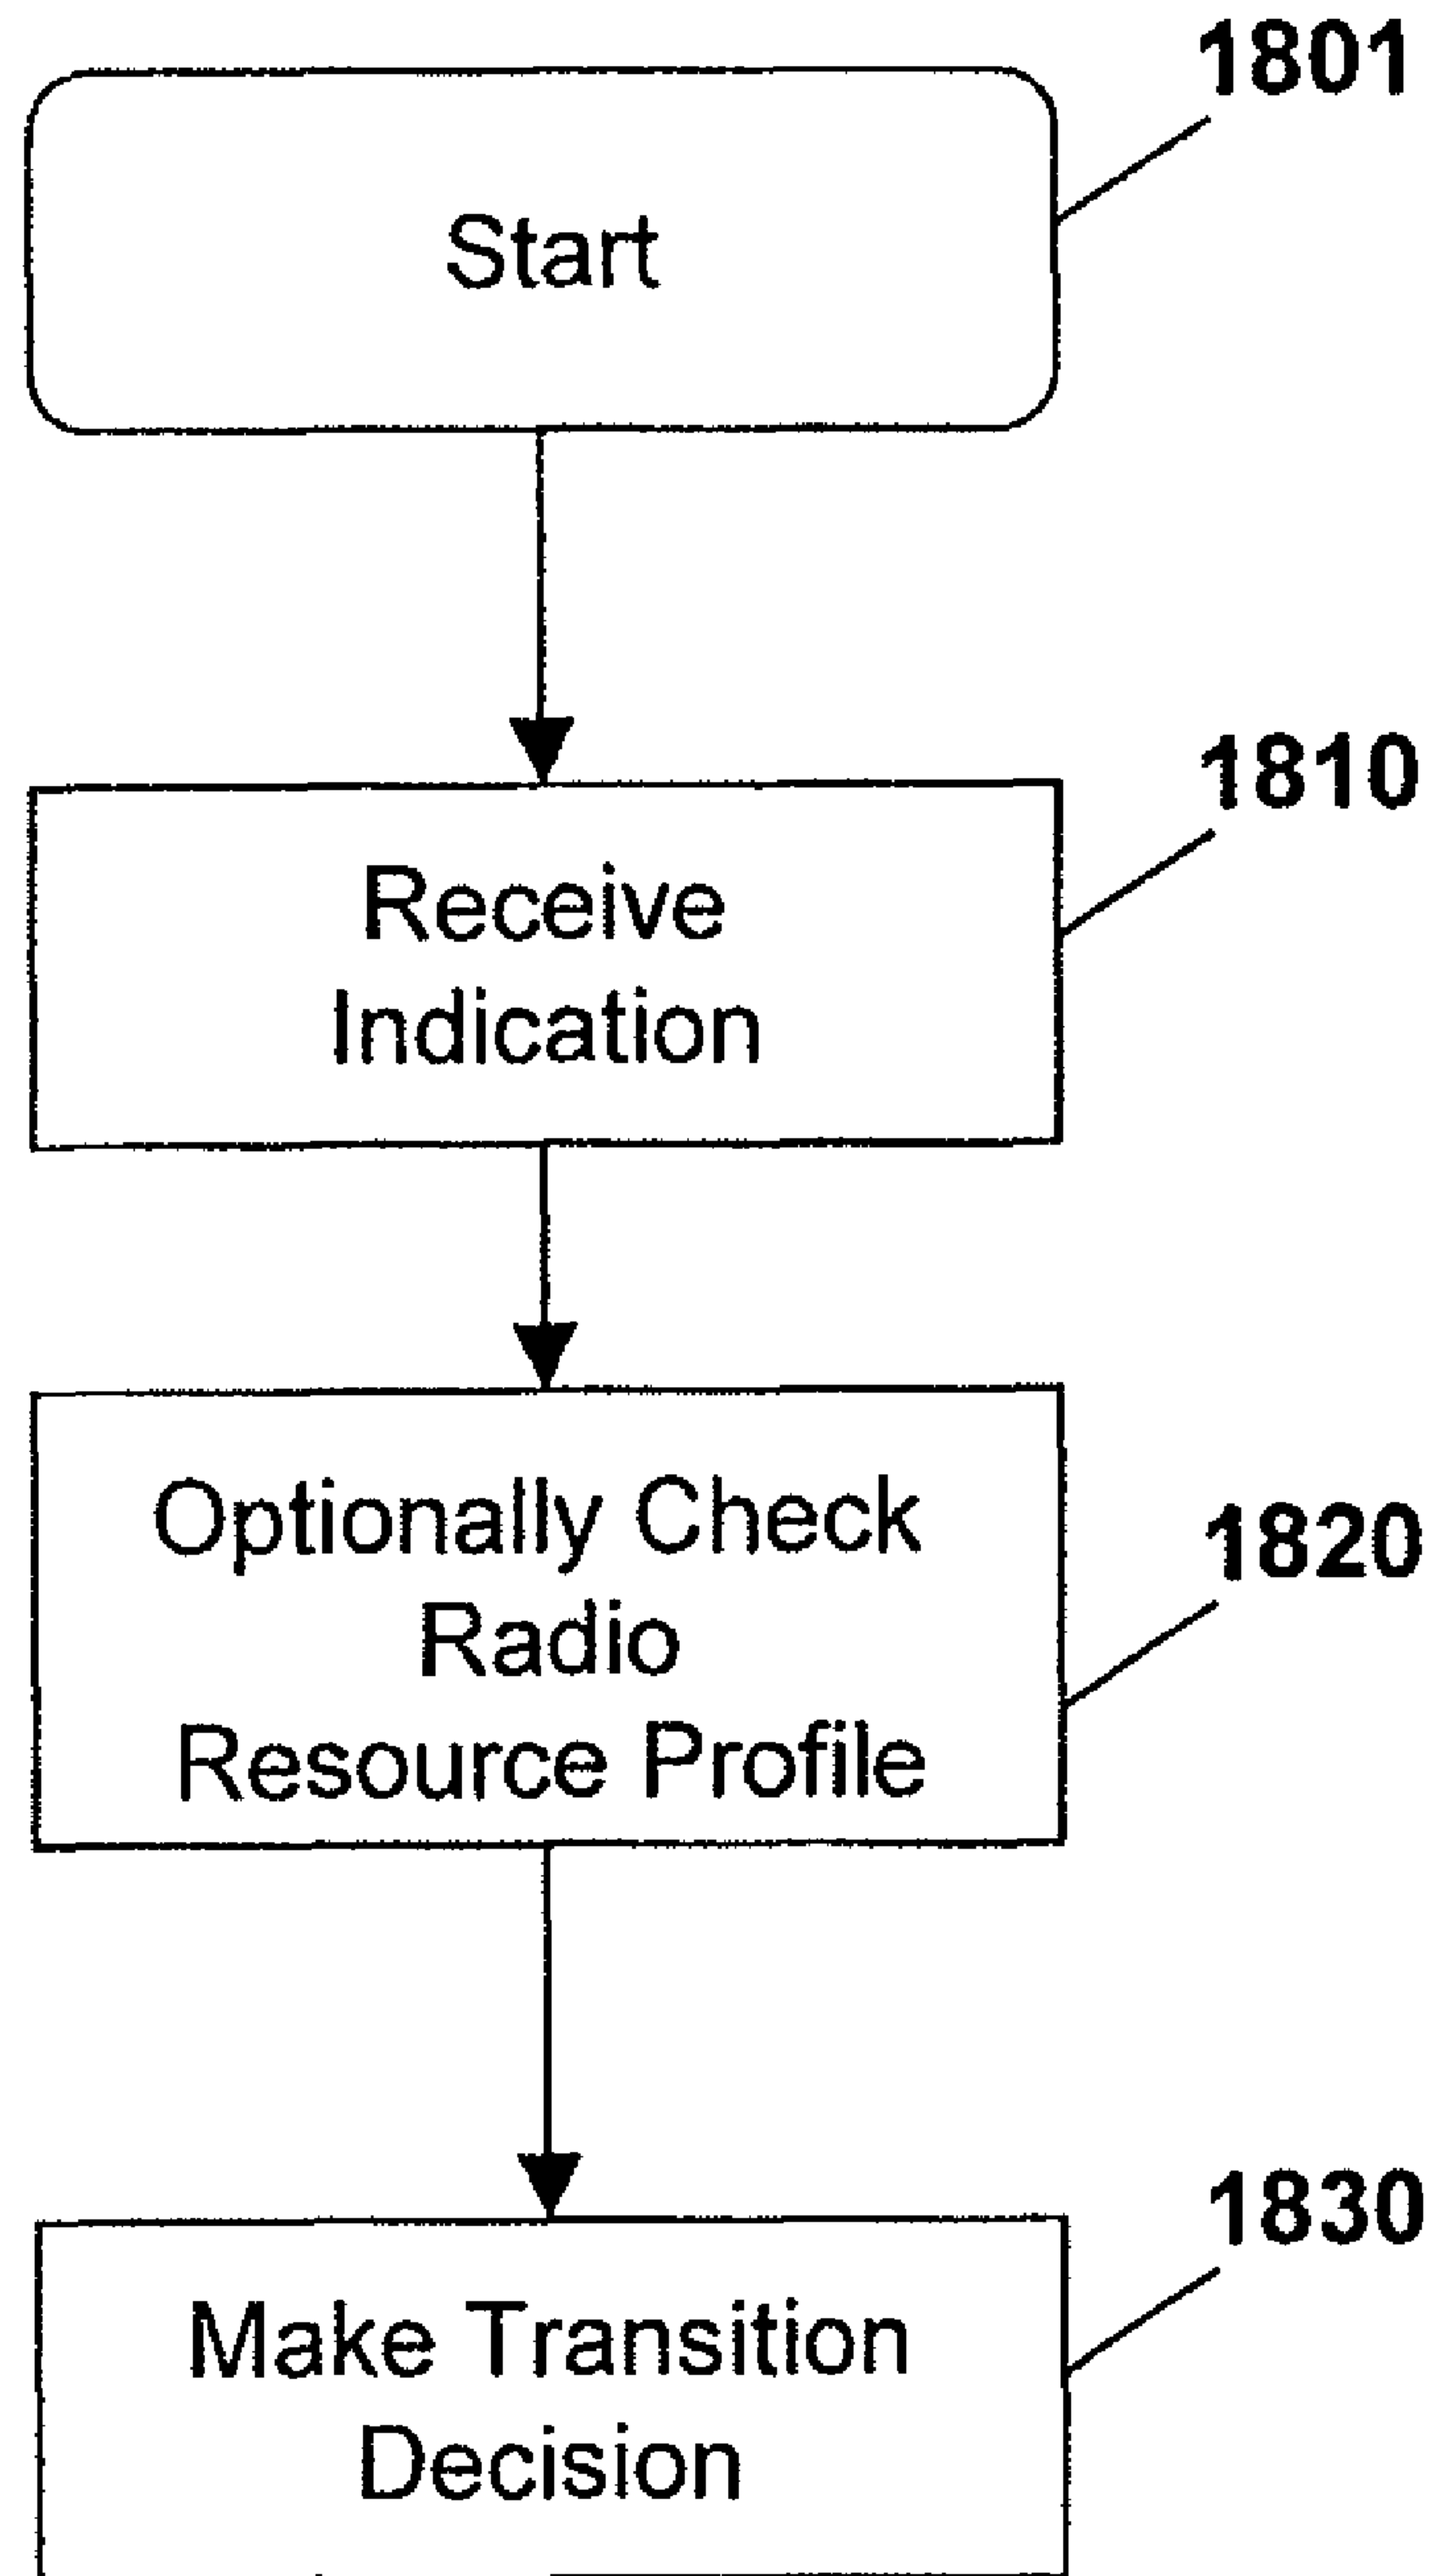 1801
Start
1810
Receive
Indication
Optionally Check
1820
Radio
Resource Profile
1830
Make Transition
Decision